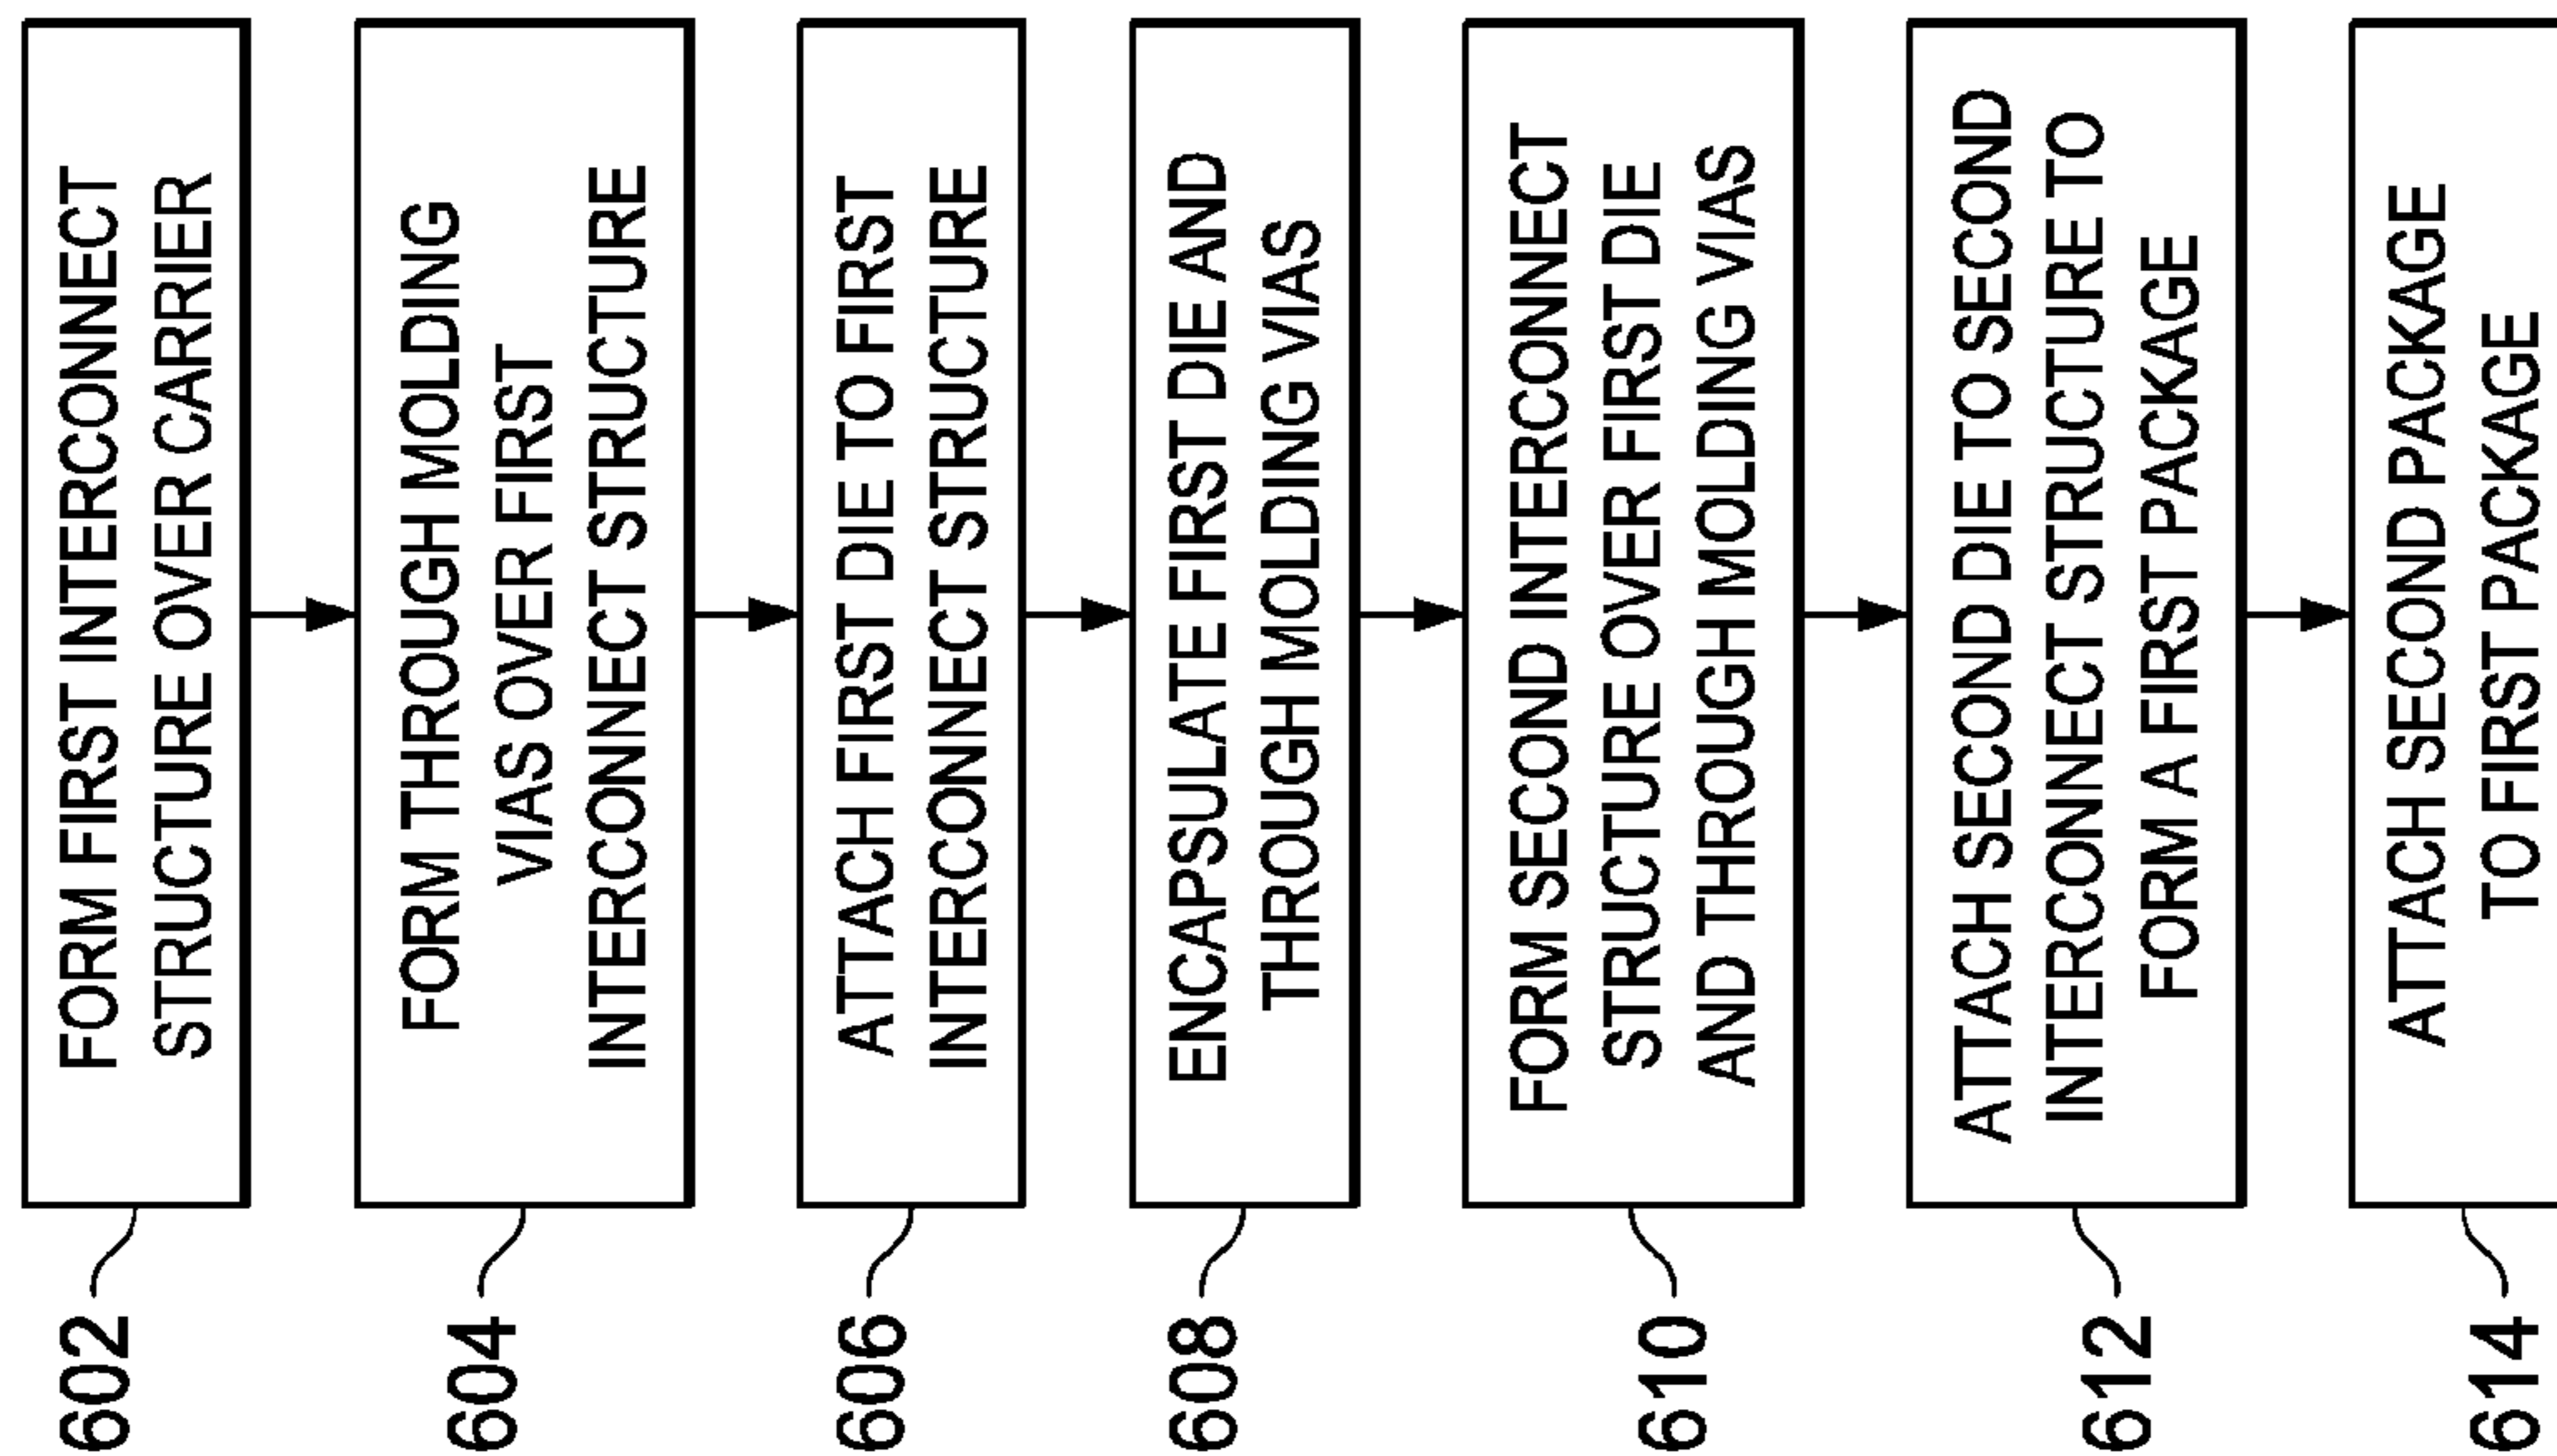 602
FORM FIRST INTERCONNECT
STRUCTURE OVER CARRIER
604
FORM THROUGH MOLDING
VIAS OVER FIRST
INTERCONNECT STRUCTURE
606
ATTACH FIRST DIE TO FIRST
INTERCONNECT STRUCTURE
608
ENCAPSULATE FIRST DIE AND
THROUGH MOLDING VIAS
610
FORM SECOND INTERCONNECT
STRUCTURE OVER FIRST DIE
AND THROUGH MOLDING VIAS
612
ATTACH SECOND DIE TO SECOND
INTERCONNECT STRUCTURE TO
FORM A FIRST PACKAGE
614
ATTACH SECOND PACKAGE
TO FIRST PACKAGE